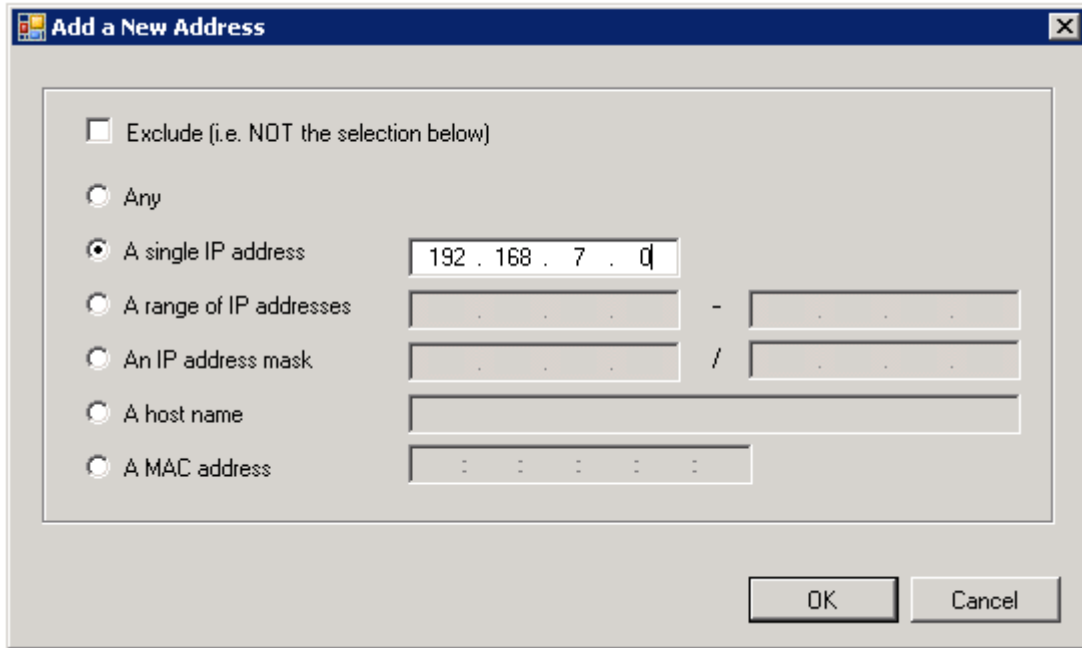 Add a New Address
Exclude (i.e. NOT the selection below)
Any
A single IP address 192 . 168 . 7 . 0
A range of IP addresses . . . - . . .
An IP address mask . . . / . . .
A host name
A MAC address : : : : :
OK Cancel